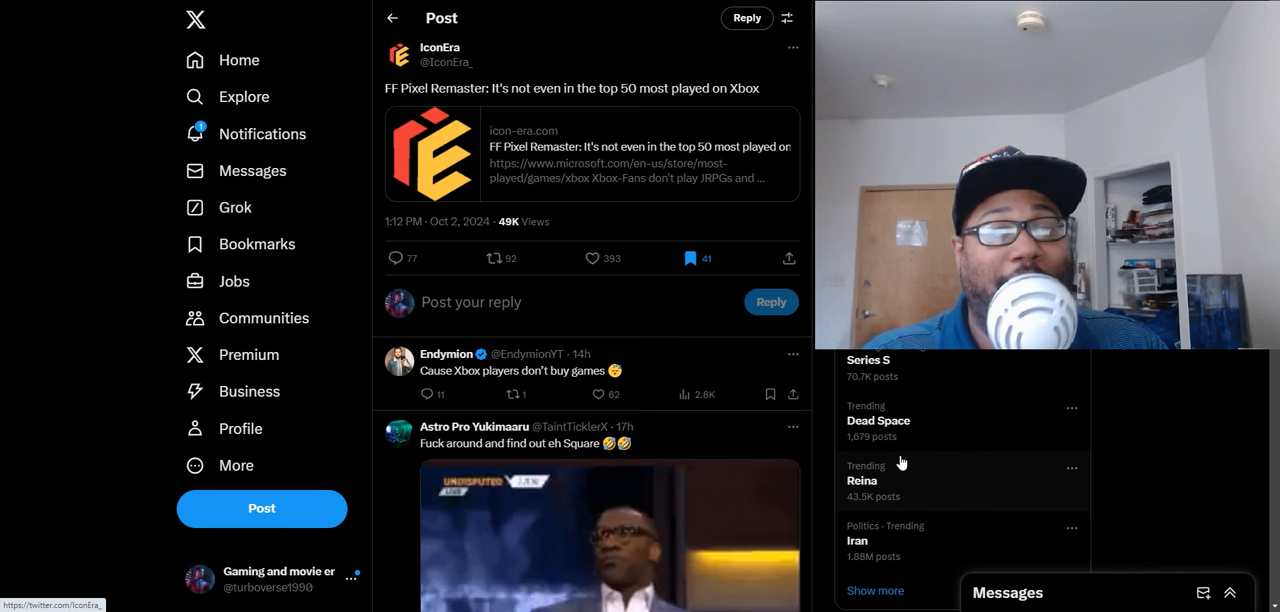 Home
Explore
1
Notifications
Messages
Grok
Bookmarks
Jobs
Communities
Premium
Business
Profile
More
Post
Gaming and movie er
@turboverse1990
https://twitter.com/IconEra_
Post
Reply
IconEra
@IconEra_
FF Pixel Remaster: It's not even in the top 50 most played on Xbox
icon-era.com
FF Pixel Remaster: It's not even in the top 50 most played on
https://www.microsoft.com/en-us/store/most-
played/games/xbox Xbox-Fans don't play JRPGs and ...
1:12 PM · Oct 2, 2024 · 49K Views
77 92 393 41
Post your reply
Reply
Endymion @EndymionYT · 14h
Cause Xbox players don't buy games 😴
11 1 62 2.8K
Astro Pro Yukimaaru @TaintTicklerX · 17h
Fuck around and find out eh Square 🤣🤣
UNDISPUTED
LIVE
Series S
70.7K posts
Trending
Dead Space
1,679 posts
Trending
Reina
43.5K posts
Politics · Trending
Iran
1.88M posts
Show more
Messages